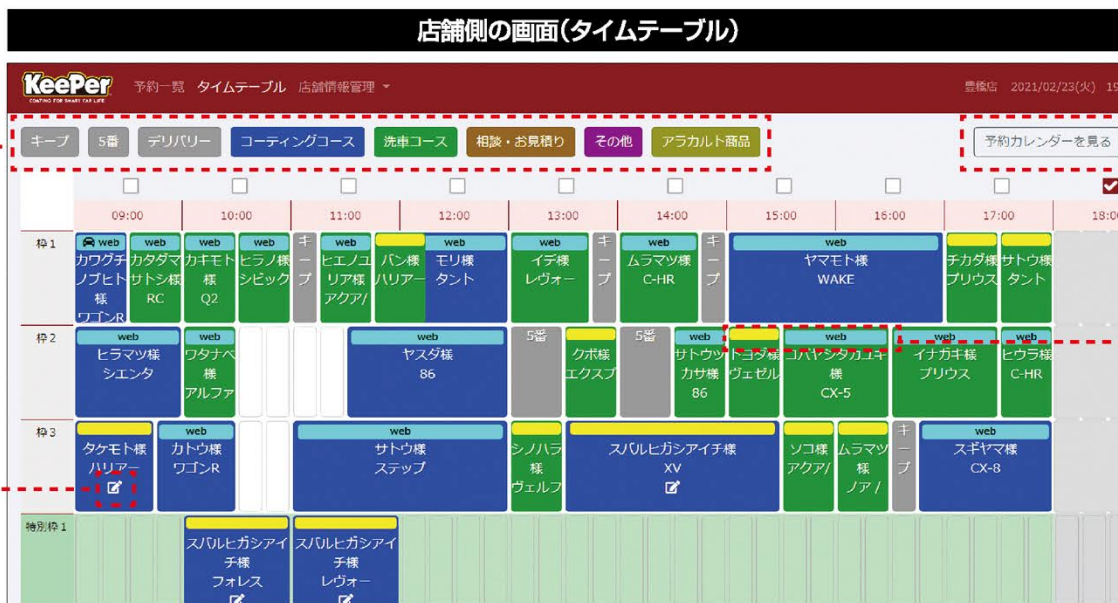 店舗側の画面(タイムテーブル)
KeePer
COATING FOR SMART CAR LIFE
予約一覧 タイムテーブル 店舗情報管理
豊橋店 2021/02/23(火) 19
キープ 5番 デリバリー コーティングコース 洗車コース 相談・お見積り その他 アラカルト商品
予約カレンダーを見る
09:00 10:00 11:00 12:00 13:00 14:00 15:00 16:00 17:00 18:00
枠1
web
カワグチ
ノブヒト
様
ワゴンR
web
カタダマ
サトシ様
RC
web
カキモト
様
Q2
web
ヒラノ様
シビック
キープ
web
ヒエノユ
リア様
アクア/
バン様
ハリアー
web
モリ様
タント
web
イデ様
レヴォー
キープ
web
ムラマツ様
C-HR
キープ
web
ヤマモト様
WAKE
チカダ様
プリウス
サトウ様
タント
枠2
web
ヒラマツ様
シエンタ
web
ワタナベ
様
アルファ
web
ヤスダ様
86
5番
クボ様
エクスプ
5番
web
サトウツ
カサ様
86
トヨダ様
ヴェゼル
web
コバヤシタカユキ
様
CX-5
web
イナガキ様
プリウス
web
ヒウラ様
C-HR
枠3
タケモト様
ハリアー
web
カトウ様
ワゴンR
web
サトウ様
ステップ
シノハラ
様
ヴェルフ
スバルヒガシアイチ様
XV
ソコ様
アクア/
ムラマツ
様
ノア /
キープ
web
スギヤマ様
CX-8
特別枠1
スバルヒガシアイ
チ様
フォレス
スバルヒガシアイ
チ様
レヴォー